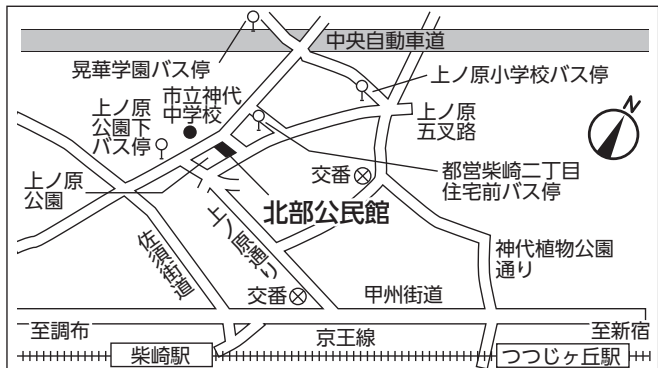 中央自動車道
晃華学園バス停
上ノ原小学校バス停
市立神代
中学校
上ノ原
公園下
バス停
上ノ原
五叉路
N
都営柴崎二丁目
住宅前バス停
交番
上ノ原
公園
北部公民館
上ノ原通り
佐須街道
神代植物公園
通り
交番
甲州街道
至調布
京王線
至新宿
柴崎駅
つつじヶ丘駅